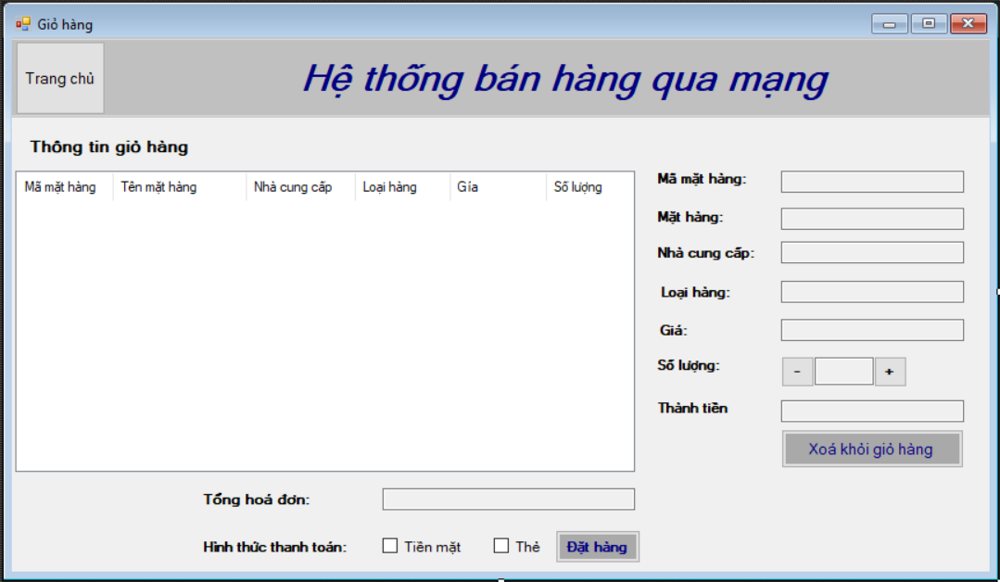 Giỏ hàng
Trang chủ
Hệ thống bán hàng qua mạng
Thông tin giỏ hàng
Mã mặt hàng Tên mặt hàng Nhà cung cấp Loại hàng Gía Số lượng
Mã mặt hàng:
Mặt hàng:
Nhà cung cấp:
Loại hàng:
Giá:
Số lượng:
- +
Thành tiền
Xoá khỏi giỏ hàng
Tổng hoá đơn:
Hình thức thanh toán: Tiền mặt Thẻ Đặt hàng